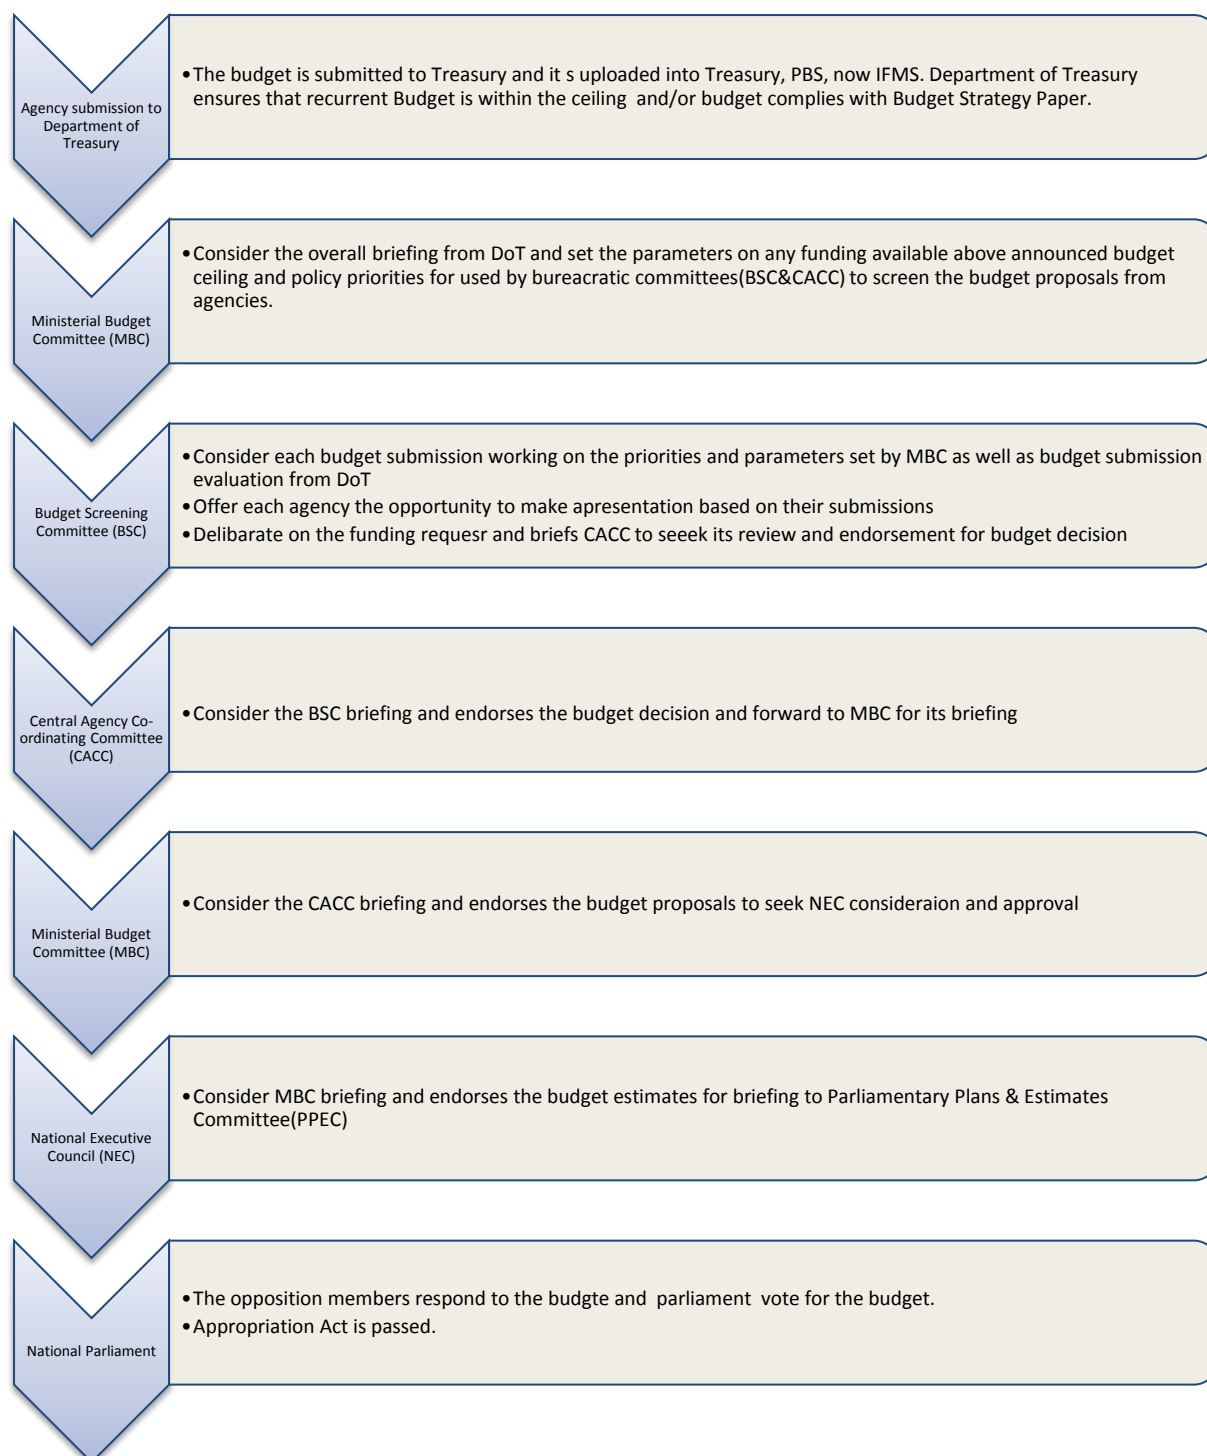 Agency submission to
Department of
Treasury
•The budget is submitted to Treasury and it s uploaded into Treasury, PBS, now IFMS. Department of Treasury
ensures that recurrent Budget is within the ceiling and/or budget complies with Budget Strategy Paper.
Ministerial Budget
Committee (MBC)
•Consider the overall briefing from DoT and set the parameters on any funding available above announced budget
ceiling and policy priorities for used by bureacratic committees(BSC&CACC) to screen the budget proposals from
agencies.
Budget Screening
Committee (BSC)
•Consider each budget submission working on the priorities and parameters set by MBC as well as budget submission
evaluation from DoT
•Offer each agency the opportunity to make apresentation based on their submissions
•Delibarate on the funding requesr and briefs CACC to seeek its review and endorsement for budget decision
Central Agency Co-
ordinating Committee
(CACC)
•Consider the BSC briefing and endorses the budget decision and forward to MBC for its briefing
Ministerial Budget
Committee (MBC)
•Consider the CACC briefing and endorses the budget proposals to seek NEC consideraion and approval
National Executive
Council (NEC)
•Consider MBC briefing and endorses the budget estimates for briefing to Parliamentary Plans & Estimates
Committee(PPEC)
National Parliament
•The opposition members respond to the budgte and parliament vote for the budget.
•Appropriation Act is passed.